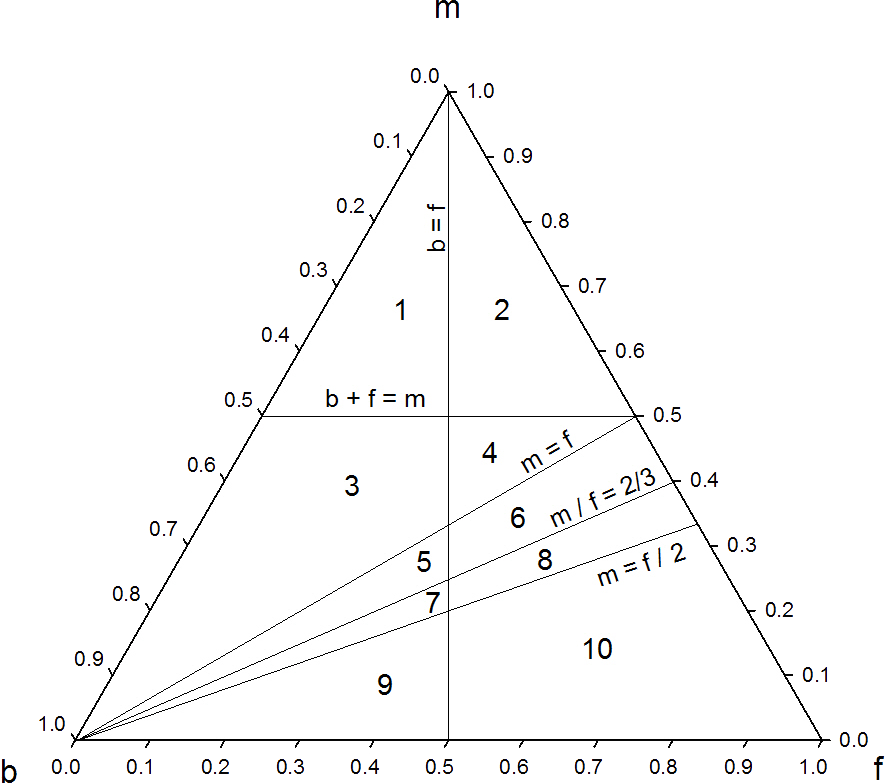 m
0.0 1.0
0.1 0.9
0.2 b = f 0.8
0.3 0.7
1 2
0.4 0.6
b + f = m
0.5 0.5
4 m = f
0.6 3 m / f = 2/3 0.4
6
0.7 5 8 m = f / 2 0.3
0.8 7 0.2
10
0.9 9 0.1
1.0 0.0
b 0.0 0.1 0.2 0.3 0.4 0.5 0.6 0.7 0.8 0.9 1.0 f